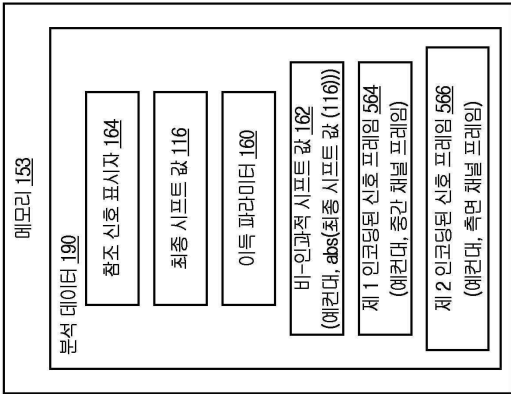 메모리 153
분석 데이터 190
참조 신호 표시자 164
최종 시프트 값 116
이득 파라미터 160
비-인과적 시프트 값 162
(예컨대, abs(최종 시프트 값 (116)))
제 1 인코딩된 신호 프레임 564
(예컨대, 중간 채널 프레임)
제 2 인코딩된 신호 프레임 566
(예컨대, 측면 채널 프레임)